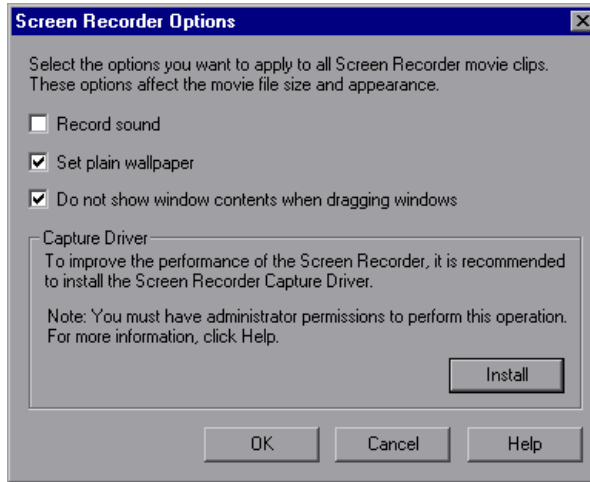 Screen Recorder Options
Select the options you want to apply to all Screen Recorder movie clips.
These options affect the movie file size and appearance.
Record sound
Set plain wallpaper
Do not show window contents when dragging windows
Capture Driver
To improve the performance of the Screen Recorder, it is recommended
to install the Screen Recorder Capture Driver.
Note: You must have administrator permissions to perform this operation.
For more information, click Help.
Install
OK Cancel Help